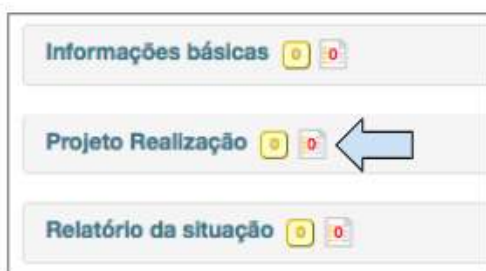 Informações básicas 0 0
Projeto Realização 0 0
Relatório da situação 0 0